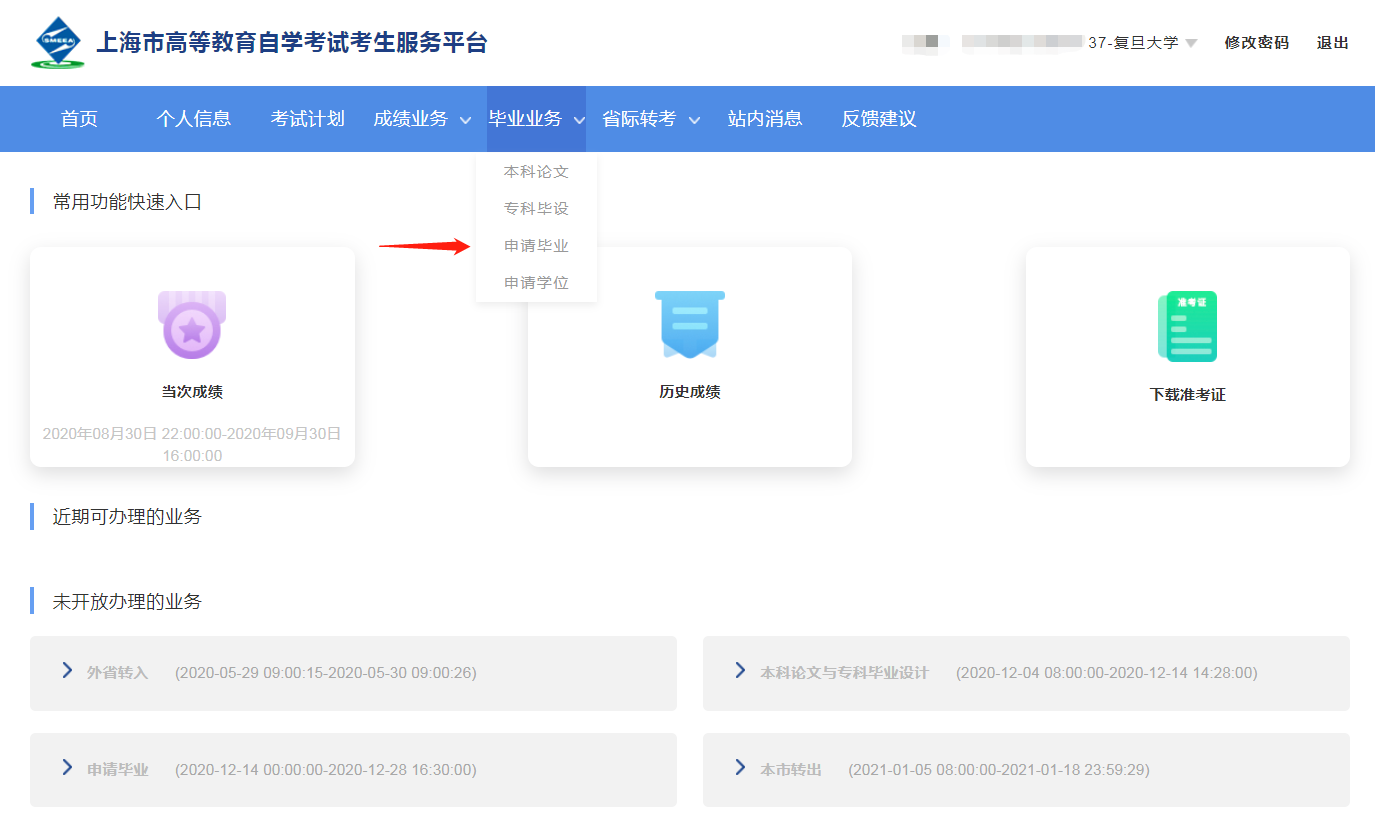 SMEEA
上海市高等教育自学考试考生服务平台
37-复旦大学 修改密码 退出
首页 个人信息 考试计划 成绩业务 毕业业务 省际转考 站内消息 反馈建议
本科论文
专科毕设
申请毕业
申请学位
常用功能快速入口
当次成绩
2020年08月30日 22:00:00-2020年09月30日
16:00:00
历史成绩
准考证
下载准考证
近期可办理的业务
未开放办理的业务
外省转入 (2020-05-29 09:00:15-2020-05-30 09:00:26)
本科论文与专科毕业设计 (2020-12-04 08:00:00-2020-12-14 14:28:00)
申请毕业 (2020-12-14 00:00:00-2020-12-28 16:30:00)
本市转出 (2021-01-05 08:00:00-2021-01-18 23:59:29)